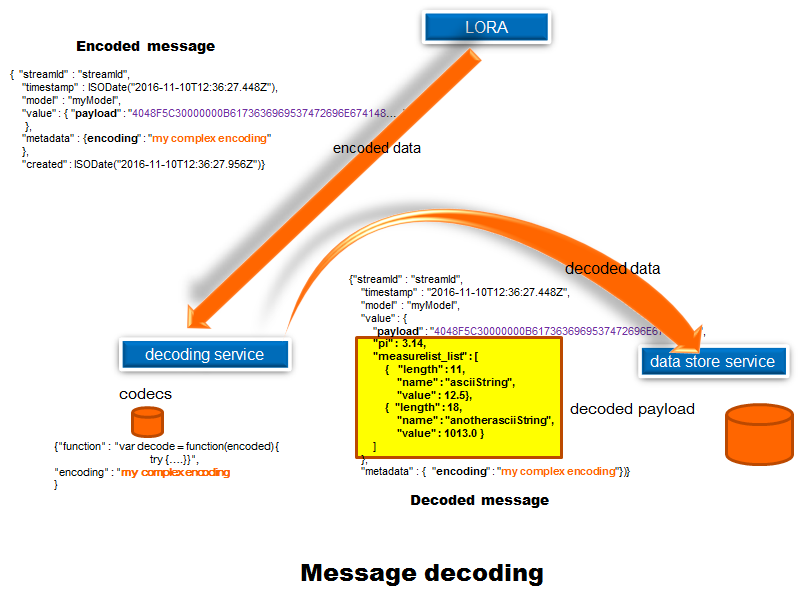 LORA
Encoded message
{ "streamId" : "streamId",
"timestamp" : ISODate("2016-11-10T12:36:27.448Z"),
"model" : "myModel",
"value" : { "payload" : "4048F5C30000000B6173636969537472696E674148...
},
"metadata" : {encoding" : "my complex encoding"
},
"created" : ISODate("2016-11-10T12:36:27.956Z")}
encoded data
decoded data
{"streamId" : "streamId",
"timestamp" : "2016-11-10T12:36:27.448Z",
"model" : "myModel",
"value" : {
"payload" : "4048F5C30000000B6173636969537472696E6
"pi" : 3.14,
"measurelist_list" : [
{ "length" : 11,
"name" : "asciiString",
"value" : 12.5},
{ "length" : 18,
"name" : "anotherasciiString",
"value" : 1013.0 }
]
},
"metadata" : { "encoding" : "my complex encoding"})}
decoding service
data store service
codecs
decoded payload
{"function" : "var decode = function(encoded) {
try {....}}",
"encoding" : "my complex encoding
}
Decoded message
Message decoding